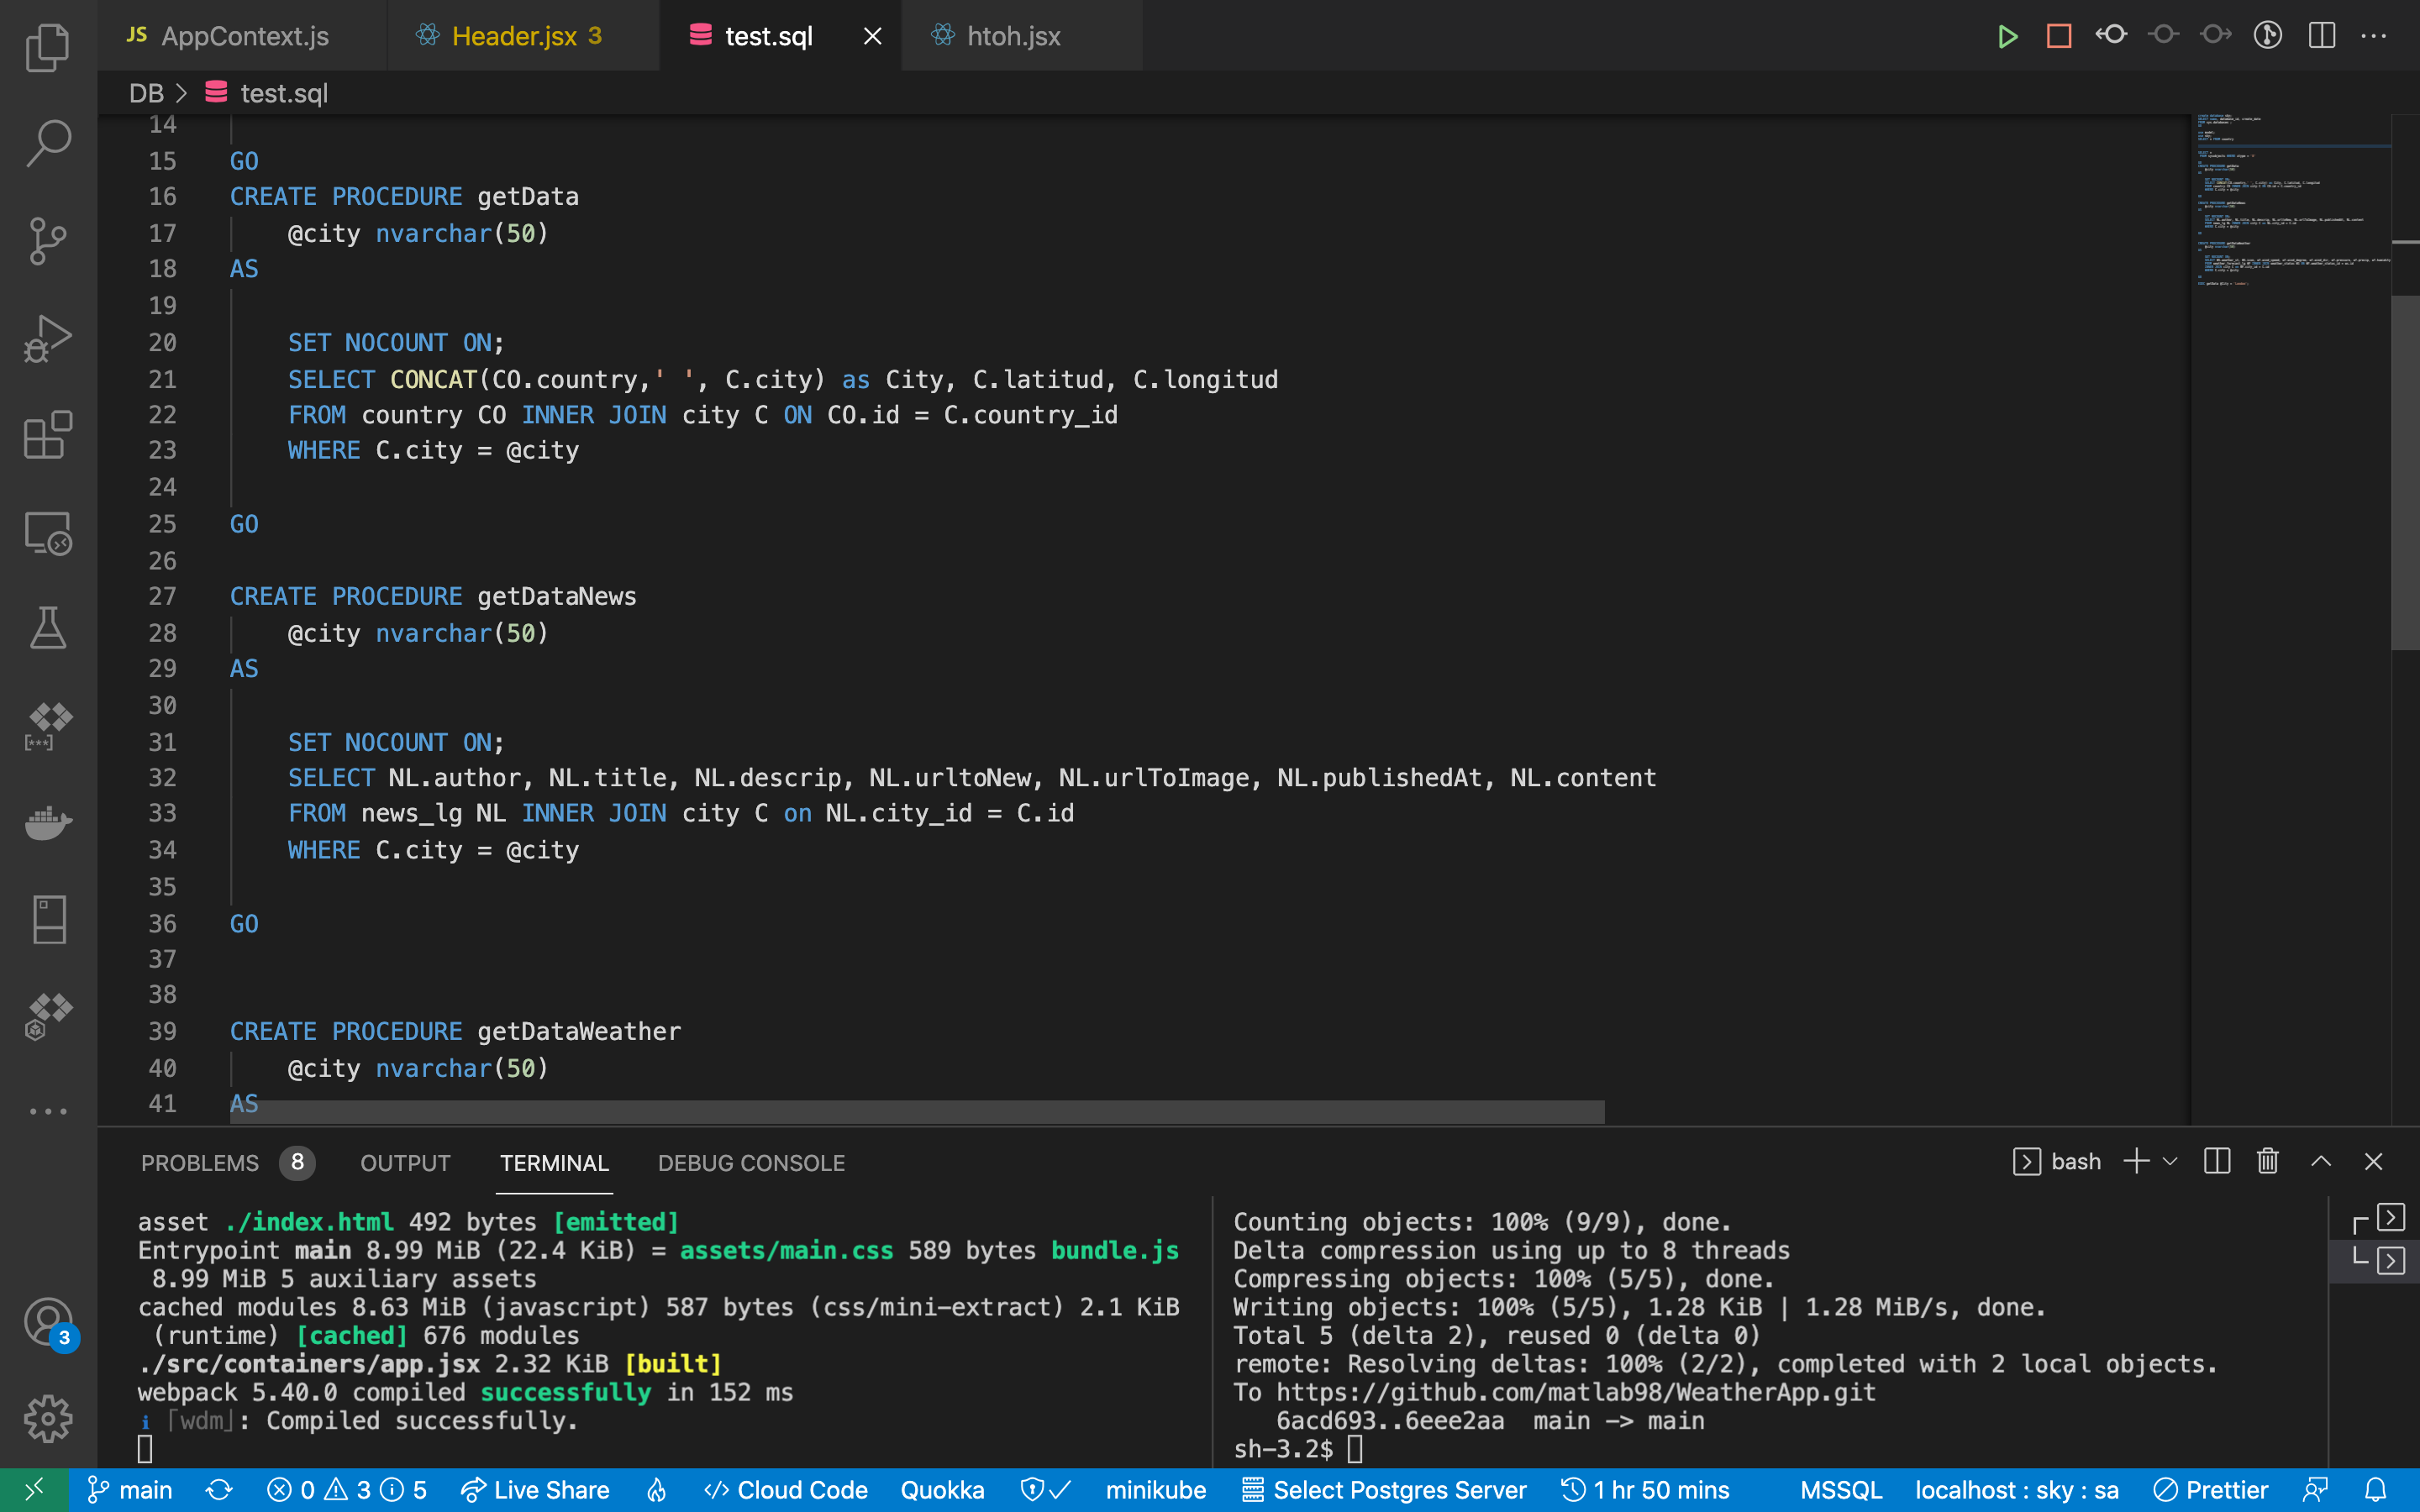 JS AppContext.js Header.jsx 3 test.sql htoh.jsx
DB > test.sql
14
15 GO
16 CREATE PROCEDURE getData
17 @city nvarchar(50)
18 AS
19
20 SET NOCOUNT ON;
21 SELECT CONCAT(CO.country,' ', C.city) as City, C.latitud, C.longitud
22 FROM country CO INNER JOIN city C ON CO.id = C.country_id
23 WHERE C.city = @city
24
25 GO
26
27 CREATE PROCEDURE getDataNews
28 @city nvarchar(50)
29 AS
30
31 SET NOCOUNT ON;
32 SELECT NL.author, NL.title, NL.descrip, NL.urltoNew, NL.urlToImage, NL.publishedAt, NL.content
33 FROM news_lg NL INNER JOIN city C on NL.city_id = C.id
34 WHERE C.city = @city
35
36 GO
37
38
39 CREATE PROCEDURE getDataWeather
40 @city nvarchar(50)
41 AS
PROBLEMS 8 OUTPUT TERMINAL DEBUG CONSOLE bash
asset ./index.html 492 bytes [emitted]
Entrypoint main 8.99 MiB (22.4 KiB) = assets/main.css 589 bytes bundle.js
8.99 MiB 5 auxiliary assets
cached modules 8.63 MiB (javascript) 587 bytes (css/mini-extract) 2.1 KiB
(runtime) [cached] 676 modules
./src/containers/app.jsx 2.32 KiB [built]
webpack 5.40.0 compiled successfully in 152 ms
ℹ ｢wdm｣: Compiled successfully.
Counting objects: 100% (9/9), done.
Delta compression using up to 8 threads
Compressing objects: 100% (5/5), done.
Writing objects: 100% (5/5), 1.28 KiB | 1.28 MiB/s, done.
Total 5 (delta 2), reused 0 (delta 0)
remote: Resolving deltas: 100% (2/2), completed with 2 local objects.
To https://github.com/matlab98/WeatherApp.git
6acd693..6eee2aa main -> main
sh-3.2$
3
main 0 3 5 Live Share Cloud Code Quokka minikube Select Postgres Server 1 hr 50 mins MSSQL localhost : sky : sa Prettier